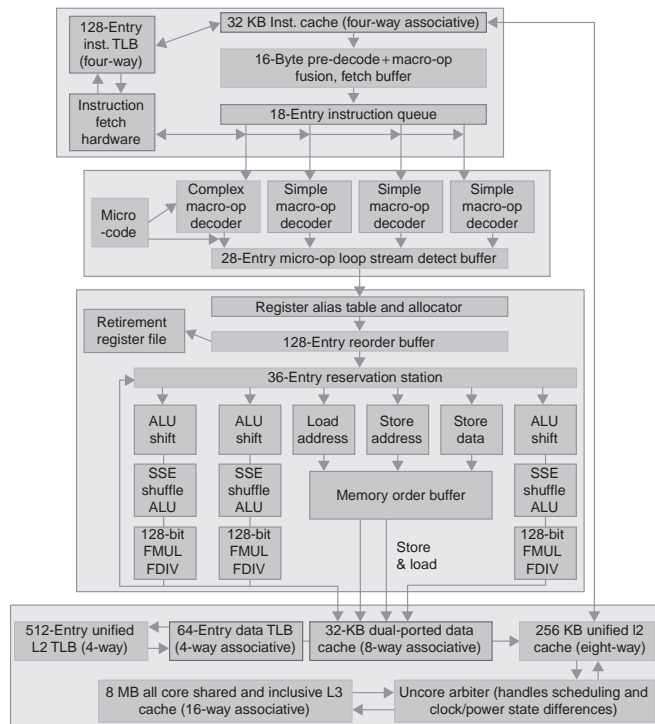 128-Entry
inst. TLB
(four-way)
32 KB Inst. cache (four-way associative)
16-Byte pre-decode+macro-op
fusion, fetch buffer
Instruction
fetch
hardware
18-Entry instruction queue
Micro
-code
Complex
macro-op
decoder
Simple
macro-op
decoder
Simple
macro-op
decoder
Simple
macro-op
decoder
28-Entry micro-op loop stream detect buffer
Register alias table and allocator
Retirement
register file
128-Entry reorder buffer
36-Entry reservation station
ALU
shift
ALU
shift
Load
address
Store
address
Store
data
ALU
shift
SSE
shuffle
ALU
SSE
shuffle
ALU
Memory order buffer
SSE
shuffle
ALU
128-bit
FMUL
FDIV
128-bit
FMUL
FDIV
Store
& load
128-bit
FMUL
FDIV
512-Entry unified
L2 TLB (4-way)
64-Entry data TLB
(4-way associative)
32-KB dual-ported data
cache (8-way associative)
256 KB unified l2
cache (eight-way)
8 MB all core shared and inclusive L3
cache (16-way associative)
Uncore arbiter (handles scheduling and
clock/power state differences)